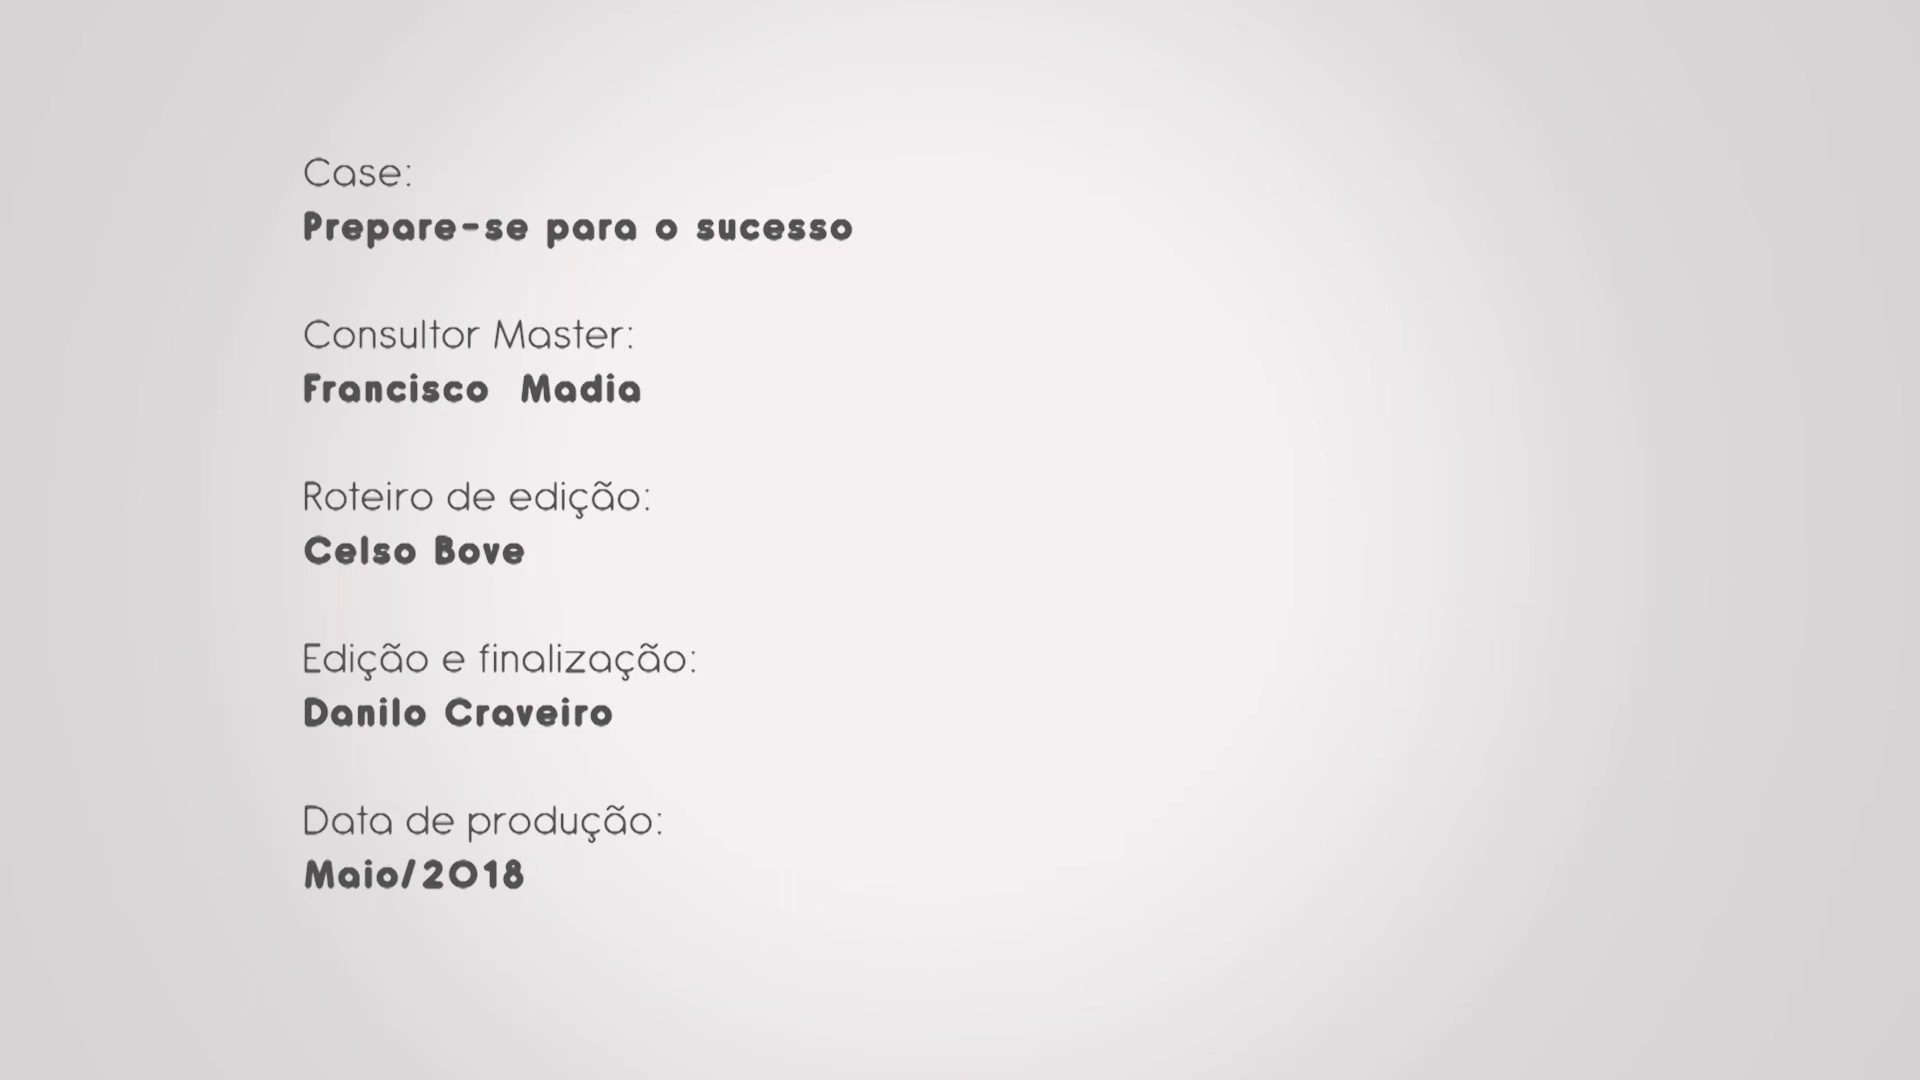 Case:
Prepare-se para o sucesso
Consultor Master:
Francisco Madia
Roteiro de edição:
Celso Bove
Edição e finalização:
Danilo Craveiro
Data de produção:
Maio/2018